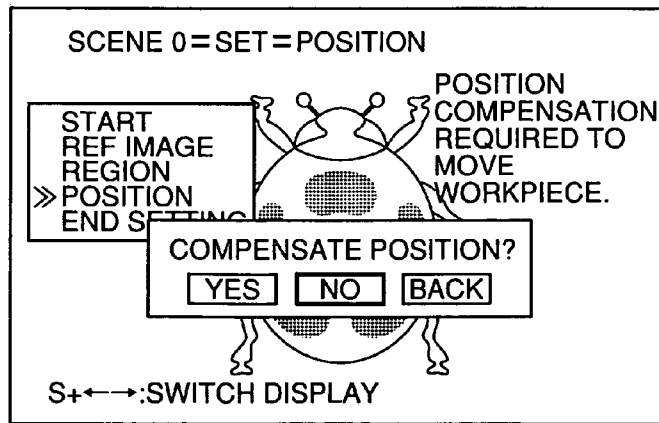 SCENE 0=SET=POSITION
START
REF IMAGE
REGION
»POSITION
END SETTING
POSITION
COMPENSATION
REQUIRED TO
MOVE
WORKPIECE.
COMPENSATE POSITION?
YES NO BACK
S+←→:SWITCH DISPLAY